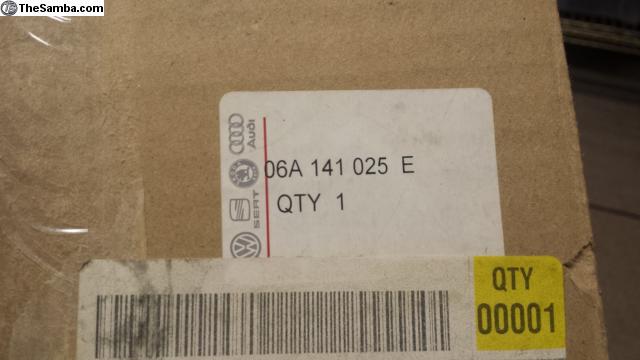 TheSamba.com
Audi
06A 141 025 E
SEAT
QTY 1
QTY
00001